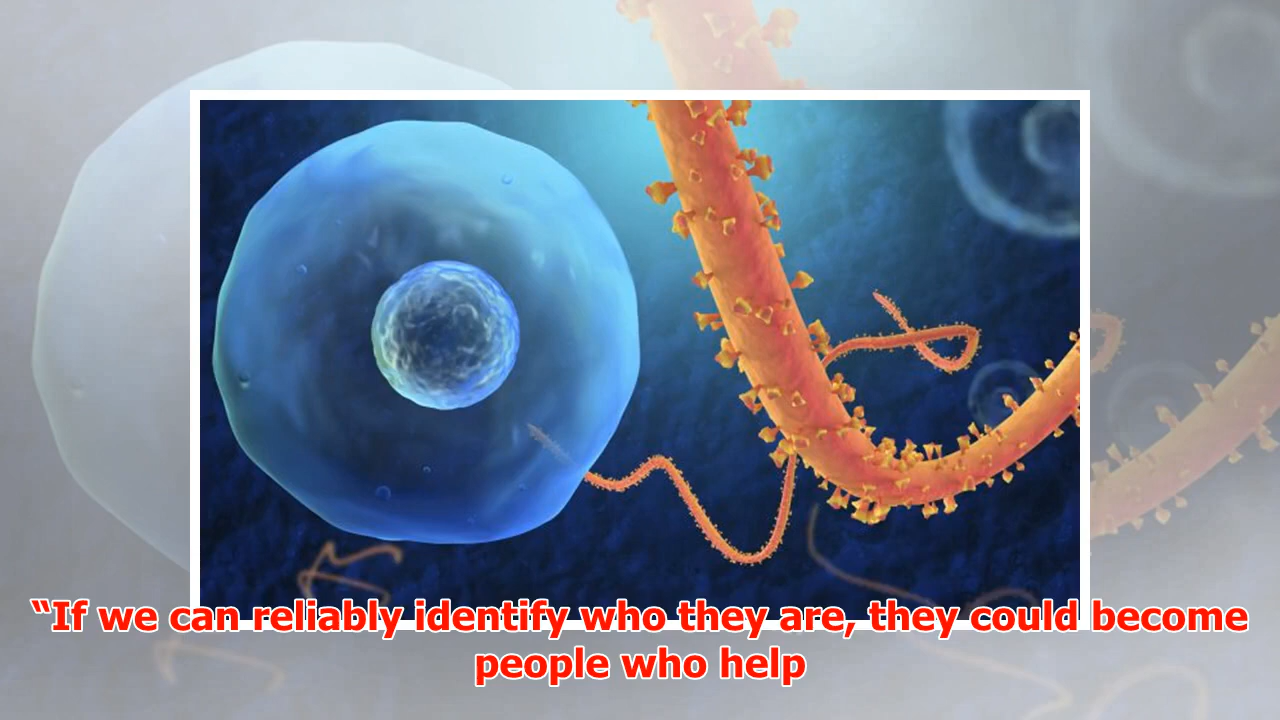 “If we can reliably identify who they are, they could become
people who help